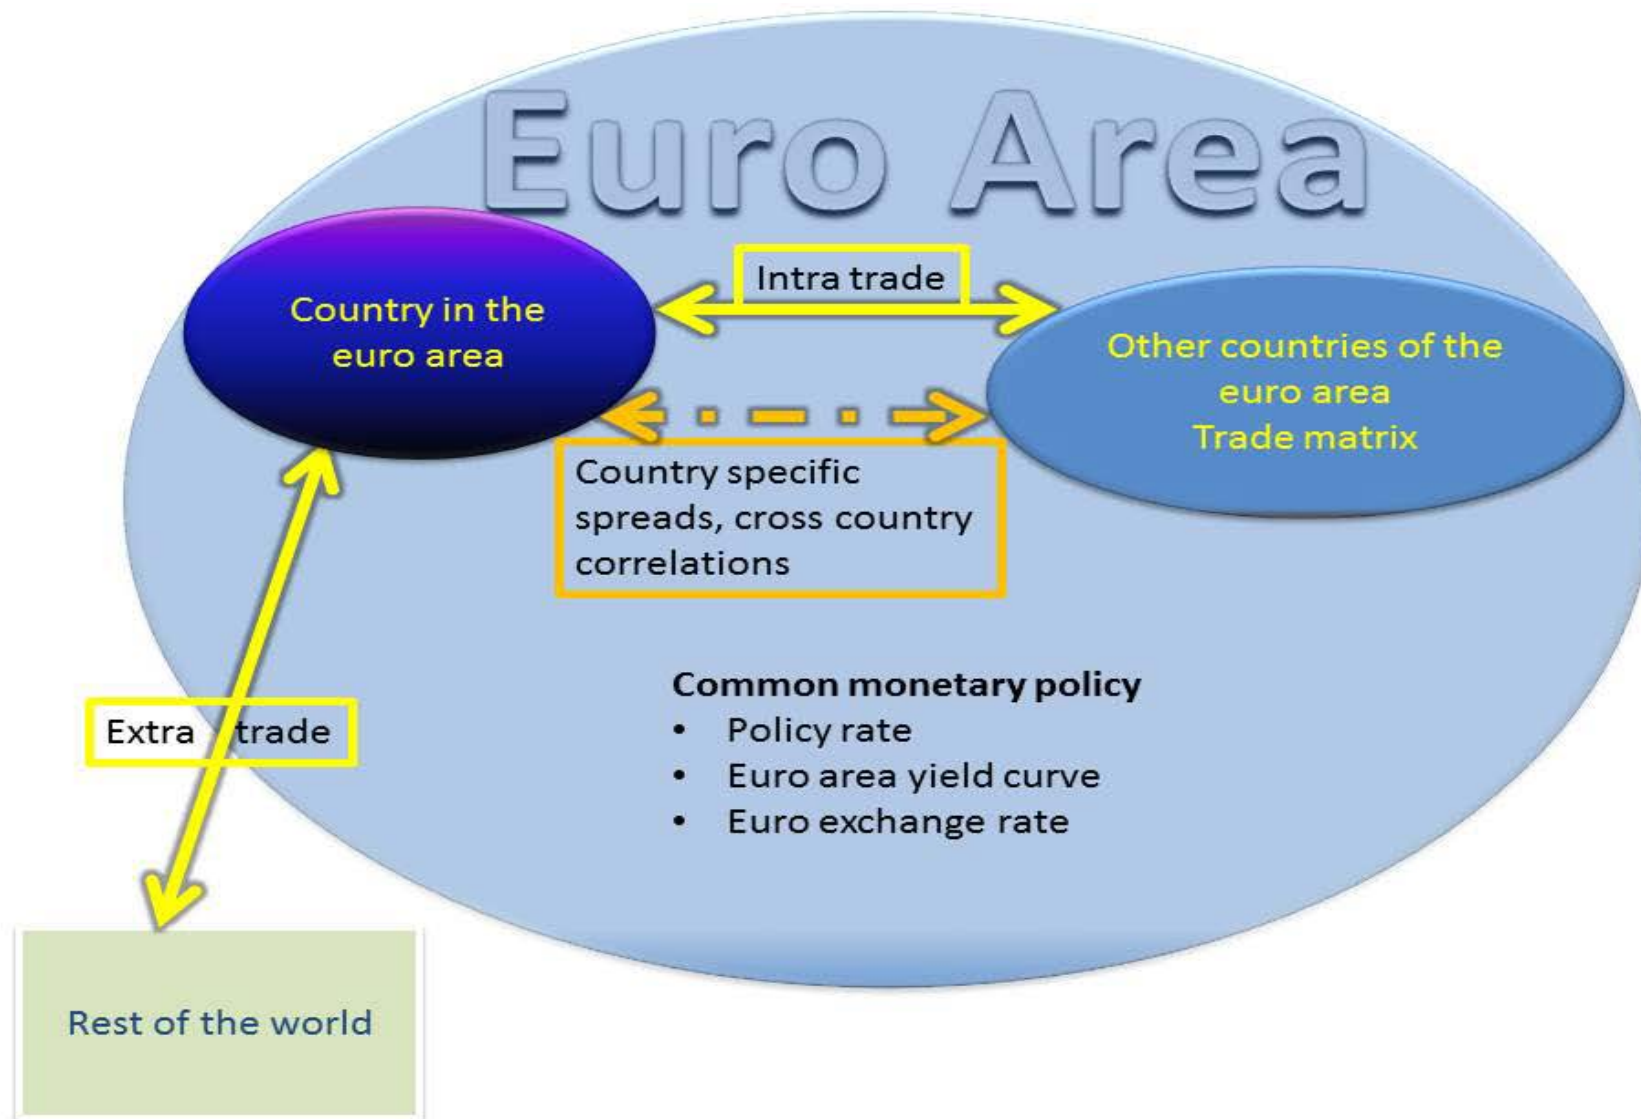 Euro Area
Intra trade
Country in the
euro area
Other countries of the
euro area
Trade matrix
Country specific
spreads, cross country
correlations
Common monetary policy
• Policy rate
• Euro area yield curve
• Euro exchange rate
Extra trade
Rest of the world